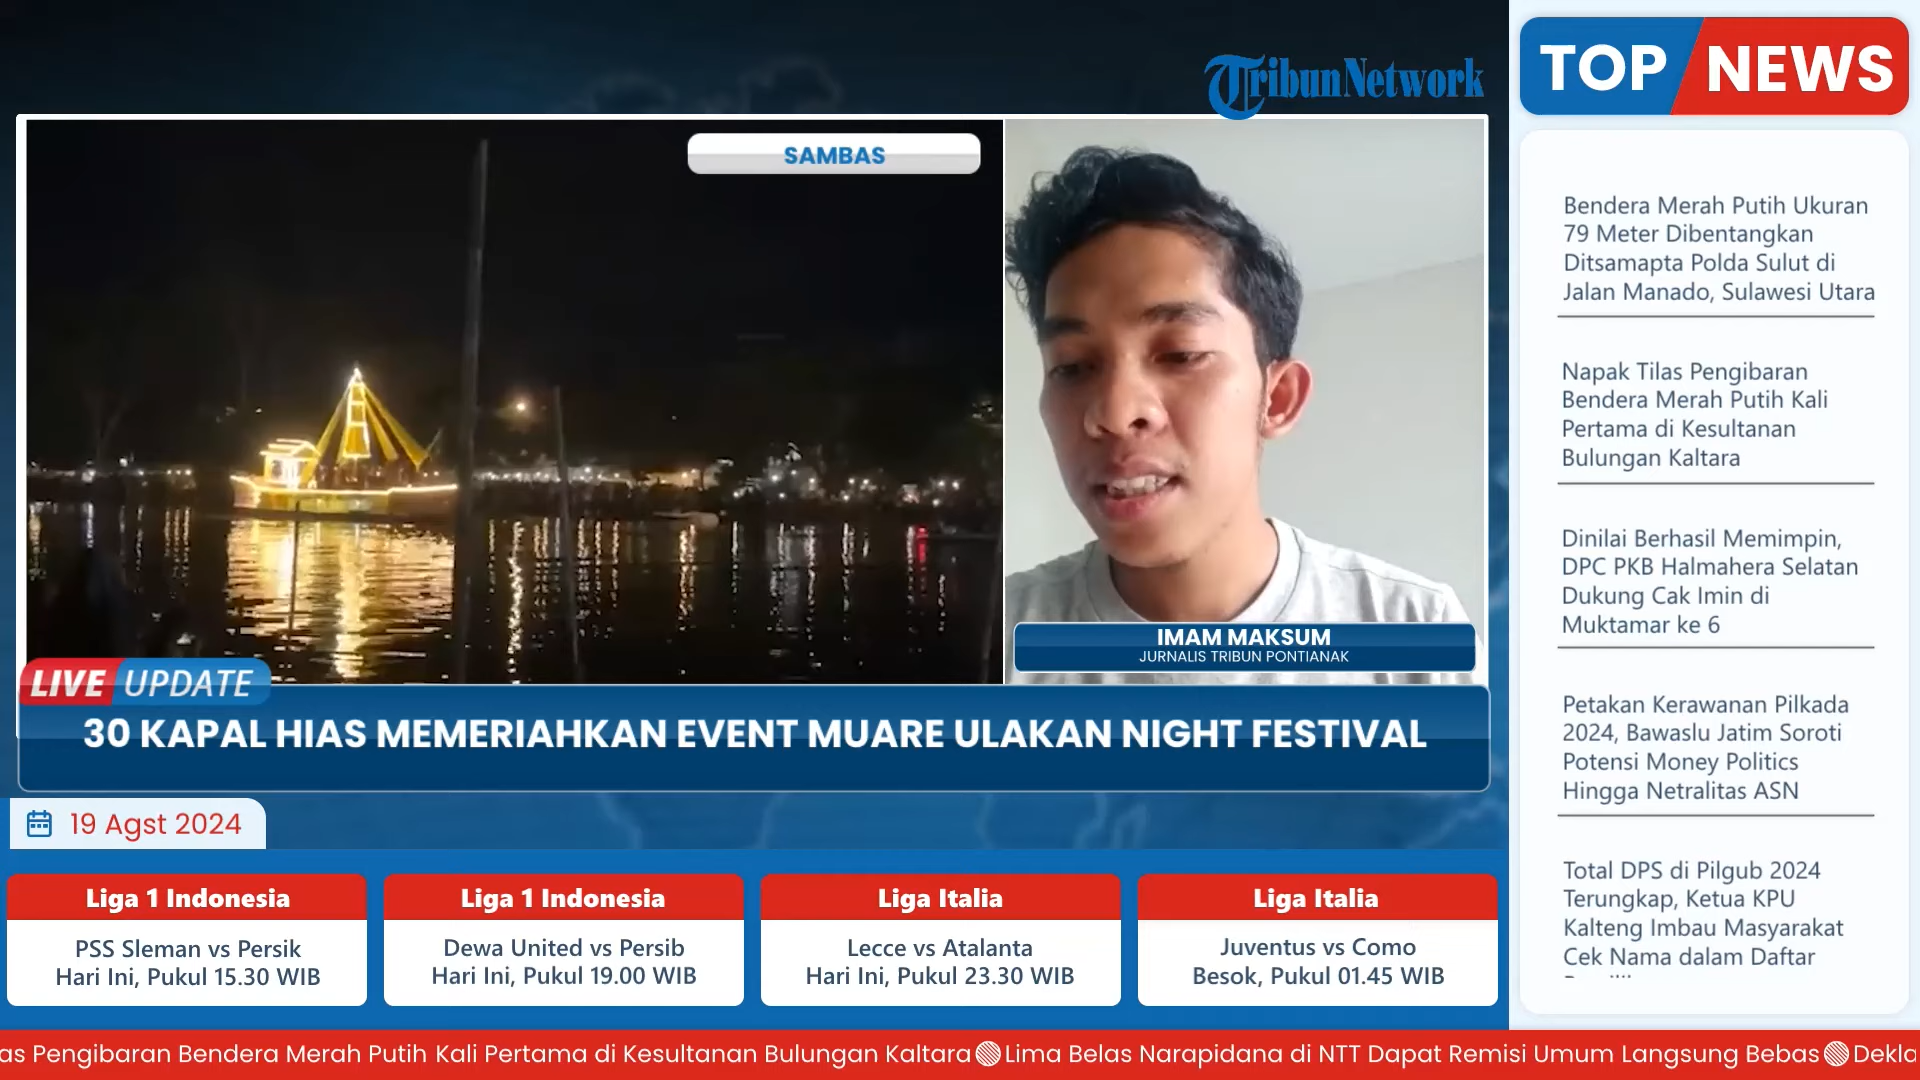 TribunNetwork
SAMBAS
IMAM MAKSUM
JURNALIS TRIBUN PONTIANAK
LIVE UPDATE
30 KAPAL HIAS MEMERIAHKAN EVENT MUARE ULAKAN NIGHT FESTIVAL
19 Agst 2024
Liga 1 Indonesia
PSS Sleman vs Persik
Hari Ini, Pukul 15.30 WIB
Liga 1 Indonesia
Dewa United vs Persib
Hari Ini, Pukul 19.00 WIB
Liga Italia
Lecce vs Atalanta
Hari Ini, Pukul 23.30 WIB
Liga Italia
Juventus vs Como
Besok, Pukul 01.45 WIB
TOP NEWS
Bendera Merah Putih Ukuran
79 Meter Dibentangkan
Ditsamapta Polda Sulut di
Jalan Manado, Sulawesi Utara
Napak Tilas Pengibaran
Bendera Merah Putih Kali
Pertama di Kesultanan
Bulungan Kaltara
Dinilai Berhasil Memimpin,
DPC PKB Halmahera Selatan
Dukung Cak Imin di
Muktamar ke 6
Petakan Kerawanan Pilkada
2024, Bawaslu Jatim Soroti
Potensi Money Politics
Hingga Netralitas ASN
Total DPS di Pilgub 2024
Terungkap, Ketua KPU
Kalteng Imbau Masyarakat
Cek Nama dalam Daftar
as Pengibaran Bendera Merah Putih Kali Pertama di Kesultanan Bulungan Kaltara Lima Belas Narapidana di NTT Dapat Remisi Umum Langsung Bebas Dekla